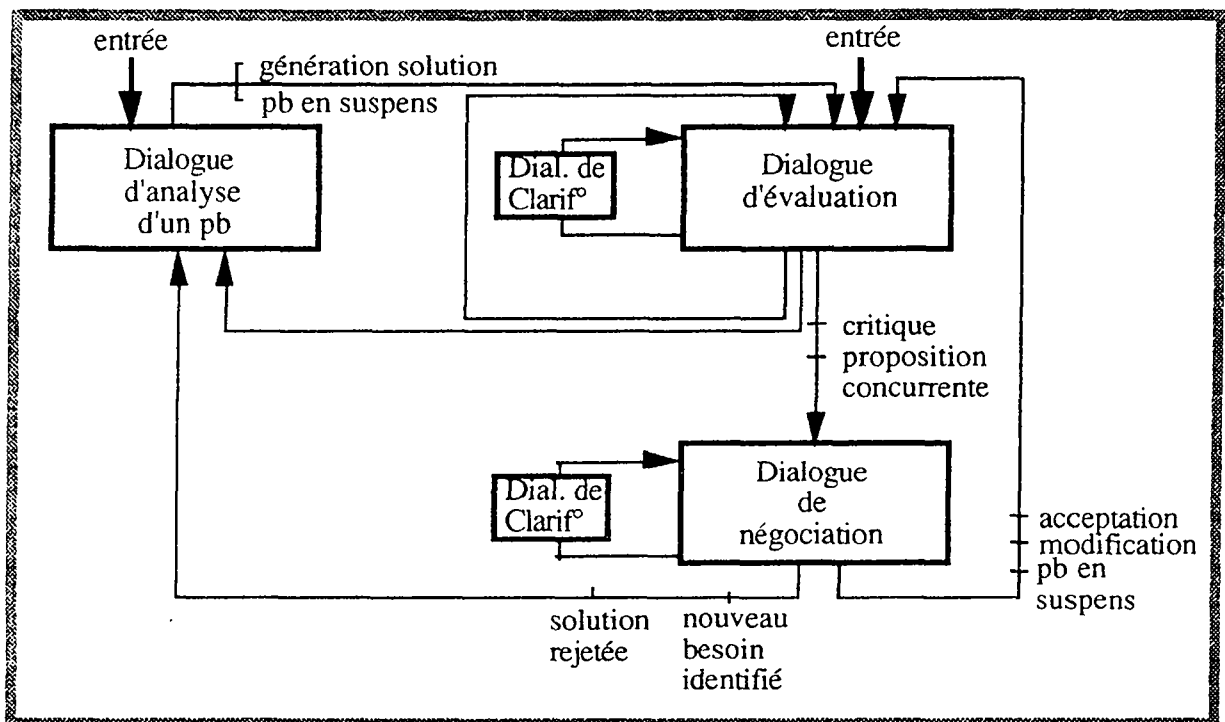 entrée
entrée
génération solution
pb en suspens
Dialogue
d'analyse
d'un pb
Dial. de
Clarif°
Dialogue
d'évaluation
critique
proposition
concurrente
Dial. de
Clarif°
Dialogue
de
négociation
acceptation
modification
pb en
suspens
solution
rejetée
nouveau
besoin
identifié